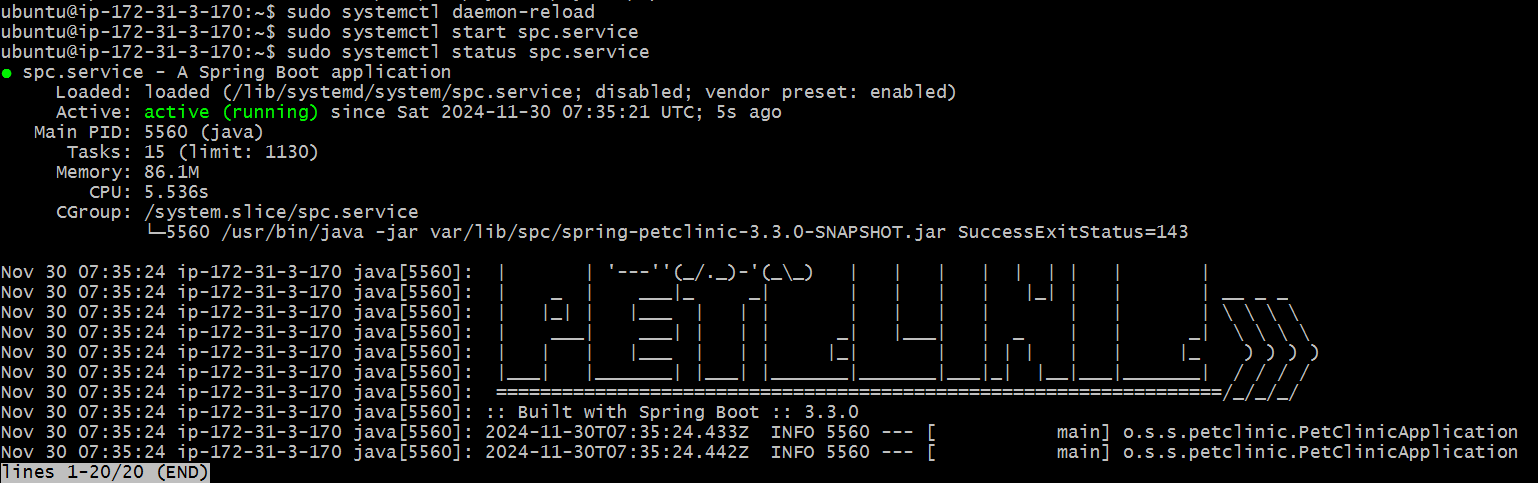 ubuntu@ip-172-31-3-170:~$ sudo systemctl daemon-reload
ubuntu@ip-172-31-3-170:~$ sudo systemctl start spc.service
ubuntu@ip-172-31-3-170:~$ sudo systemctl status spc.service
● spc.service - A Spring Boot application
     Loaded: loaded (/lib/systemd/system/spc.service; disabled; vendor preset: enabled)
     Active: active (running) since Sat 2024-11-30 07:35:21 UTC; 5s ago
   Main PID: 5560 (java)
      Tasks: 15 (limit: 1130)
     Memory: 86.1M
        CPU: 5.536s
     CGroup: /system.slice/spc.service
             └─5560 /usr/bin/java -jar var/lib/spc/spring-petclinic-3.3.0-SNAPSHOT.jar SuccessExitStatus=143

Nov 30 07:35:24 ip-172-31-3-170 java[5560]:  |       | '---''(_/._)-'(_\_)   |   |   |   |  |  | |   |       |
Nov 30 07:35:24 ip-172-31-3-170 java[5560]:  |    _  |    ___|_     _|       |   |   |   |   |_| |   |       | __ _ _
Nov 30 07:35:24 ip-172-31-3-170 java[5560]:  |   |_| |   |___  |   | |       |   |   |   |       |   |       | \ \ \ \
Nov 30 07:35:24 ip-172-31-3-170 java[5560]:  |    ___|    ___| |   | |      _|   |___|   |  _    |   |      _|  \ \ \ \
Nov 30 07:35:24 ip-172-31-3-170 java[5560]:  |   |   |   |___  |   | |     |_|       |   | | |   |   |     |_    ) ) ) )
Nov 30 07:35:24 ip-172-31-3-170 java[5560]:  |___|   |_______| |___| |_______|_______|___|_|  |__|___|_______|  / / / /
Nov 30 07:35:24 ip-172-31-3-170 java[5560]:  ==================================================================/_/_/_/
Nov 30 07:35:24 ip-172-31-3-170 java[5560]: :: Built with Spring Boot :: 3.3.0
Nov 30 07:35:24 ip-172-31-3-170 java[5560]: 2024-11-30T07:35:24.433Z  INFO 5560 --- [           main] o.s.s.petclinic.PetClinicApplication
Nov 30 07:35:24 ip-172-31-3-170 java[5560]: 2024-11-30T07:35:24.442Z  INFO 5560 --- [           main] o.s.s.petclinic.PetClinicApplication
lines 1-20/20 (END)